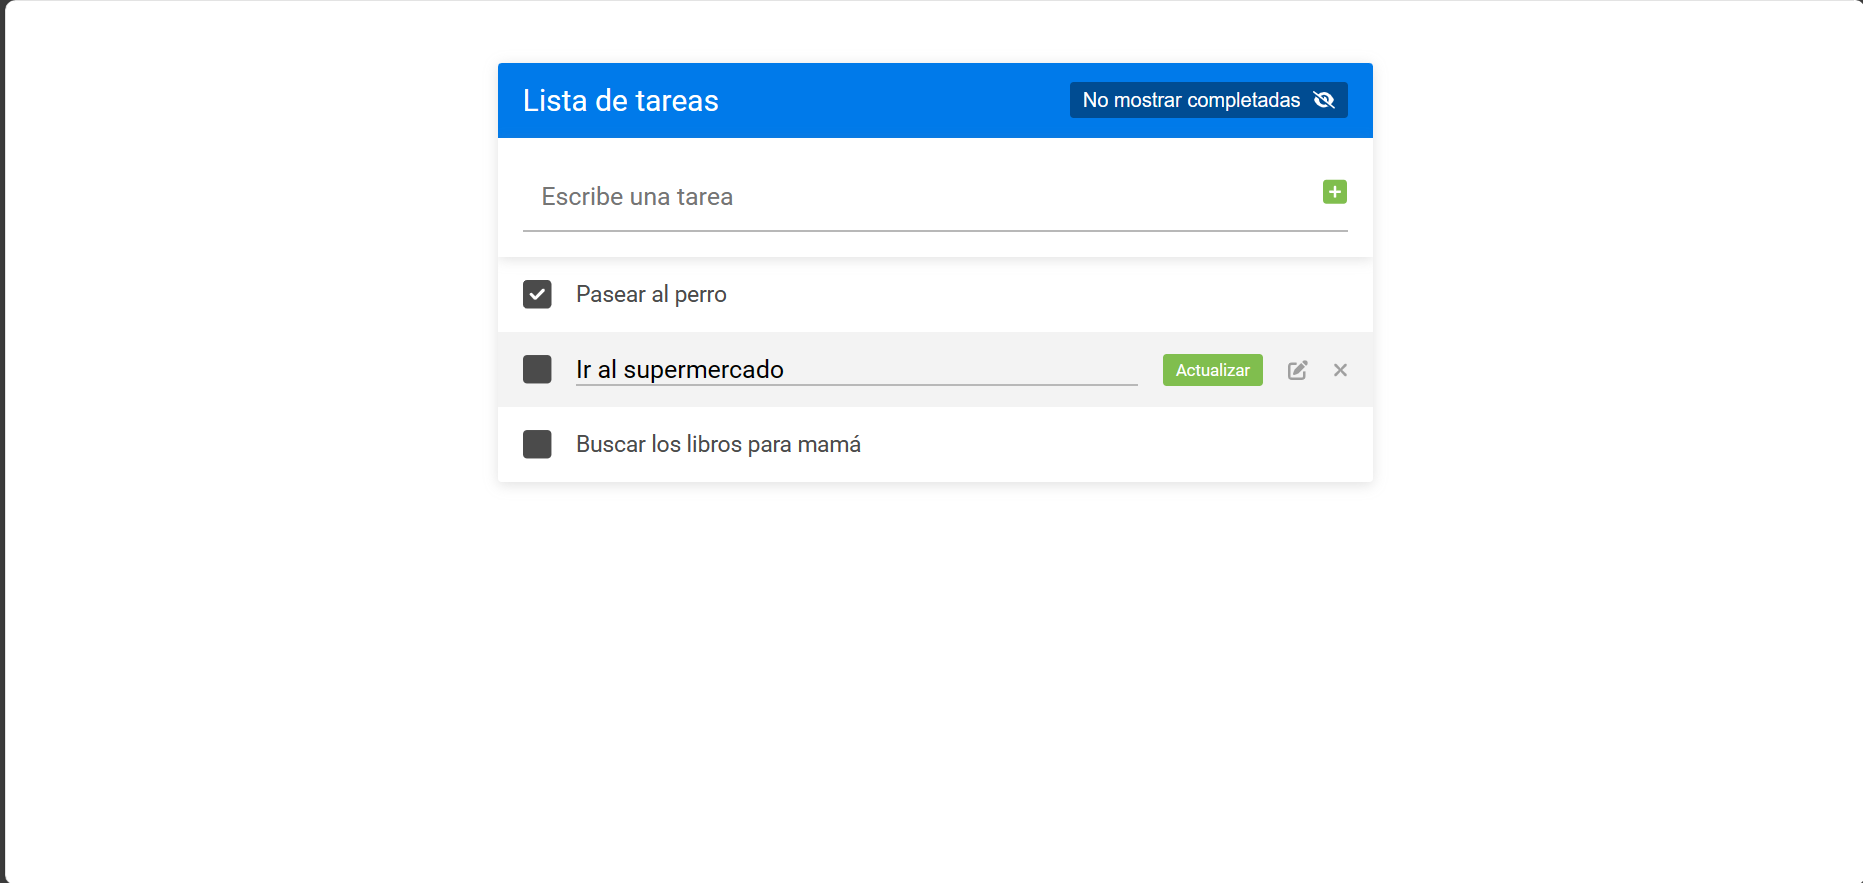 Lista de tareas
No mostrar completadas
Escribe una tarea
Pasear al perro
Ir al supermercado
Actualizar
Buscar los libros para mamá